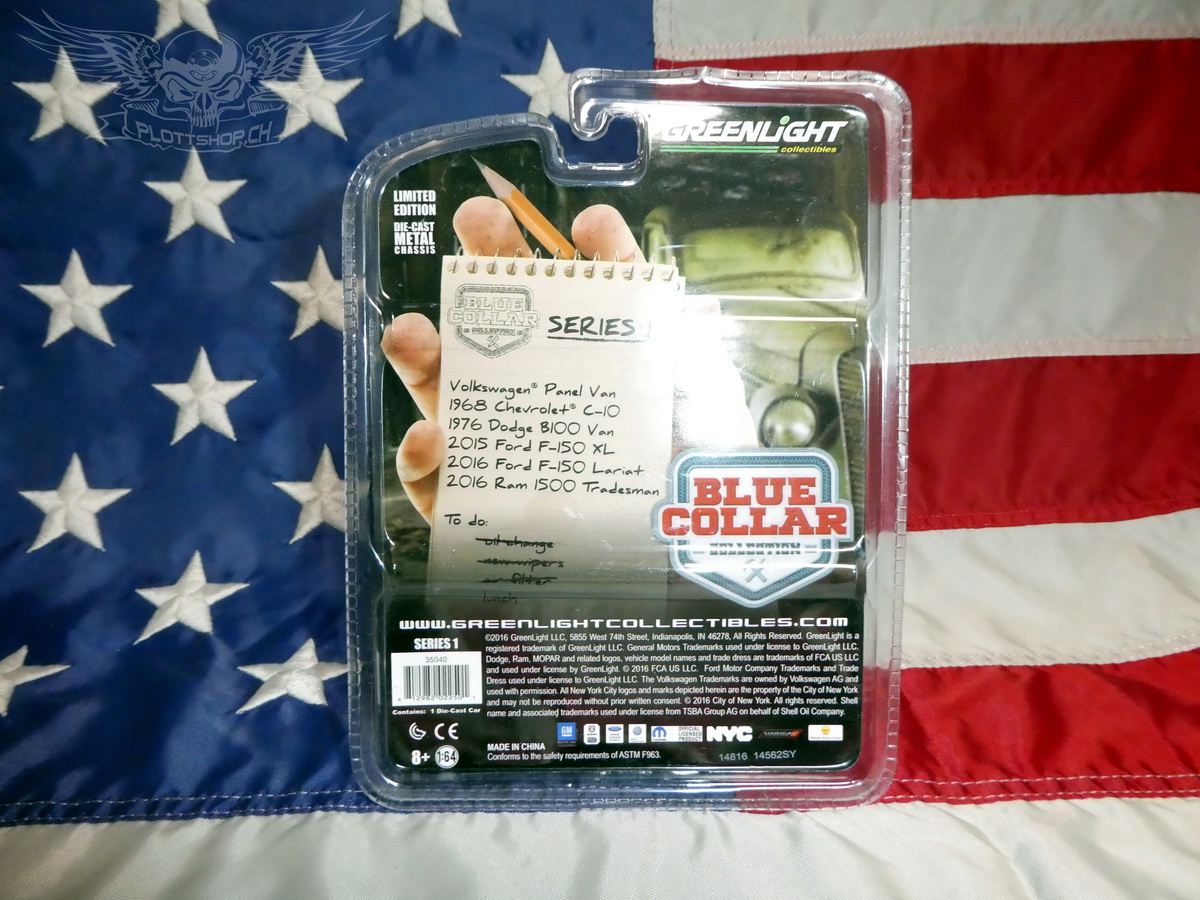 PLOTTSHOP.CH
GREENLIGHT
collectibles
LIMITED
EDITION
DIE-CAST
METAL
CHASSIS
BLUE
COLLAR
COLLECTION
SERIES 1
Volkswagen® Panel Van
1968 Chevrolet® C-10
1976 Dodge B100 Van
2015 Ford F-150 XL
2016 Ford F-150 Lariat
2016 Ram 1500 Tradesman
To do:
oil change
new wipers
air filter
lunch
BLUE
COLLAR
COLLECTION
WWW.GREENLIGHTCOLLECTIBLES.COM
SERIES 1
35040
Contains: 1 Die-Cast Car
©2016 GreenLight LLC, 5855 West 74th Street, Indianapolis, IN 46278, All Rights Reserved. GreenLight is a
registered trademark of GreenLight LLC. General Motors Trademarks used under license to GreenLight LLC.
Dodge, Ram, MOPAR and related logos, vehicle model names and trade dress are trademarks of FCA US LLC
and used under license by GreenLight. © 2016 FCA US LLC. Ford Motor Company Trademarks and Trade
Dress used under license to GreenLight LLC. The Volkswagen Trademarks are owned by Volkswagen AG and
used with permission. All New York City logos and marks depicted herein are the property of the City of New York
and may not be reproduced without prior written consent. © 2016 City of New York. All rights reserved. Shell
name and associated trademarks used under license from TSBA Group AG on behalf of Shell Oil Company.
CE
8+ 1:64
MADE IN CHINA
Conforms to the safety requirements of ASTM F963.
GM
OFFICIAL
LICENSED
PRODUCT
NYC
14816 14562SY